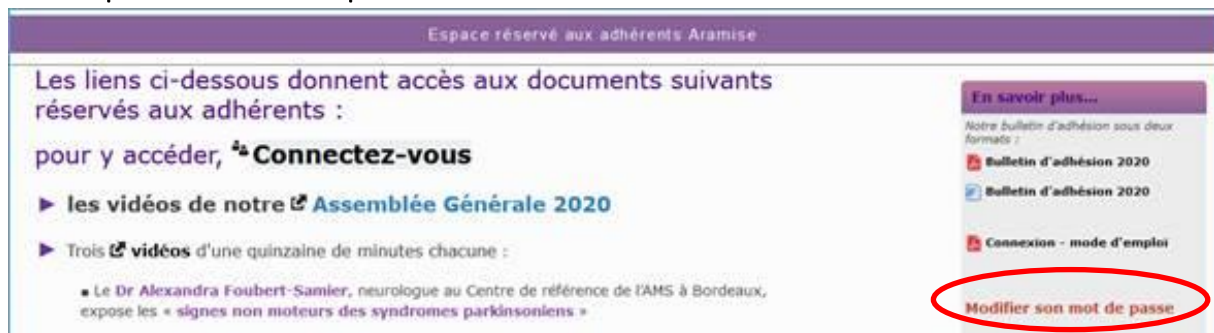 Espace réservé aux adhérents Aramise
Les liens ci-dessous donnent accès aux documents suivants
réservés aux adhérents :
pour y accéder, Connectez-vous
► les vidéos de notre Assemblée Générale 2020
► Trois vidéos d'une quinzaine de minutes chacune :
▪ Le Dr Alexandra Foubert-Samier, neurologue au Centre de référence de l'AMS à Bordeaux,
expose les « signes non moteurs des syndromes parkinsoniens »
En savoir plus...
Notre bulletin d'adhésion sous deux
formats :
Bulletin d'adhésion 2020
Bulletin d'adhésion 2020
Connexion - mode d'emploi
Modifier son mot de passe